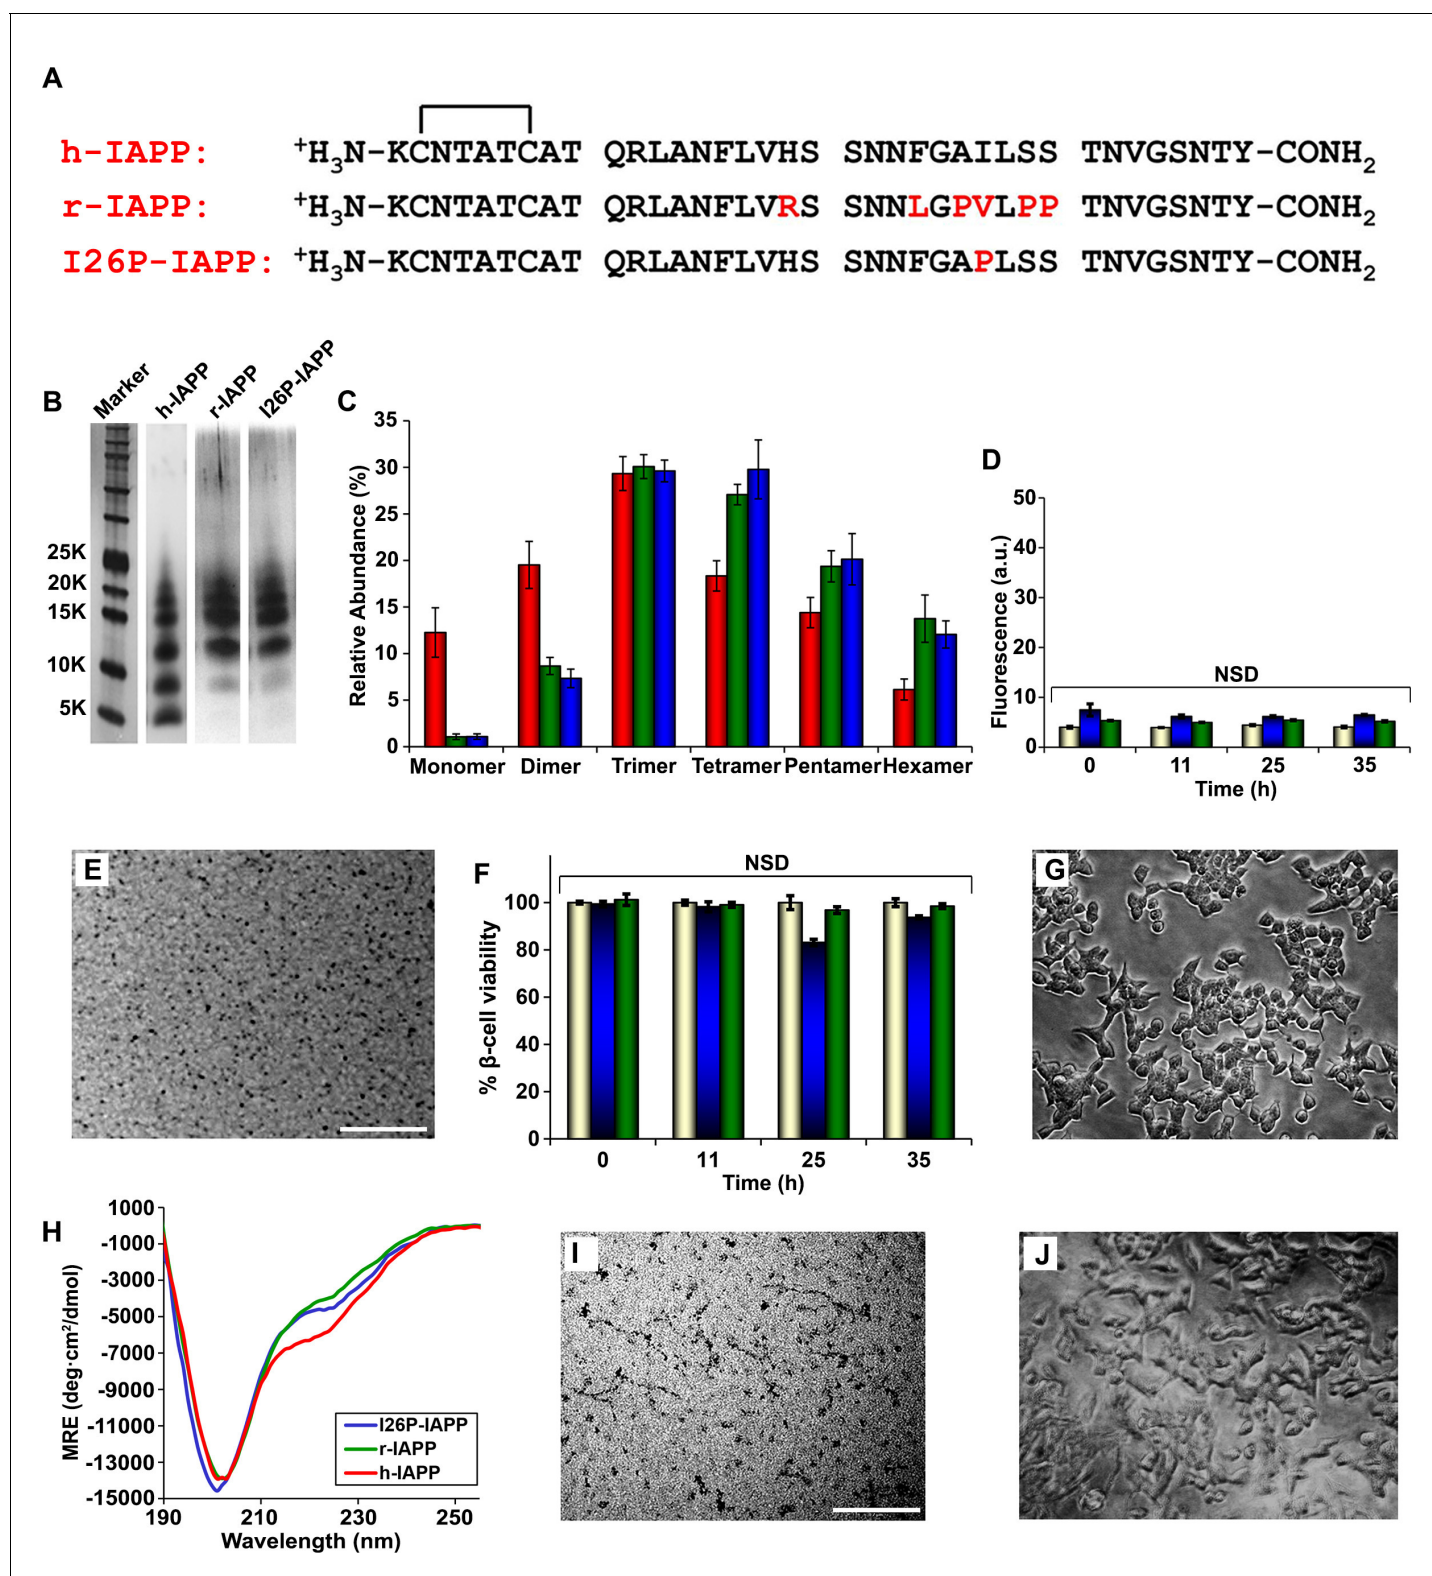 A
h-IAPP: +H3N-KCNTATCAT QRLANFLVHS SNNFGAILSS TNVGSNTY-CONH2
r-IAPP: +H3N-KCNTATCAT QRLANFLVRS SNNLGPVLPP TNVGSNTY-CONH2
I26P-IAPP: +H3N-KCNTATCAT QRLANFLVHS SNNFGAPLSS TNVGSNTY-CONH2
B
Marker
h-IAPP
r-IAPP
I26P-IAPP
25K
20K
15K
10K
5K
C
Relative Abundance (%)
35
30
25
20
15
10
5
0
Monomer Dimer Trimer Tetramer Pentamer Hexamer
D
Fluorescence (a.u.)
50
40
30
20
10
0
NSD
0 11 25 35
Time (h)
E
F
% β-cell viability
NSD
100
80
60
40
20
0
0 11 25 35
Time (h)
G
H
MRE (deg·cm2/dmol)
1000
-1000
-3000
-5000
-7000
-9000
-11000
-13000
-15000
I26P-IAPP
r-IAPP
h-IAPP
190 210 230 250
Wavelength (nm)
I
J